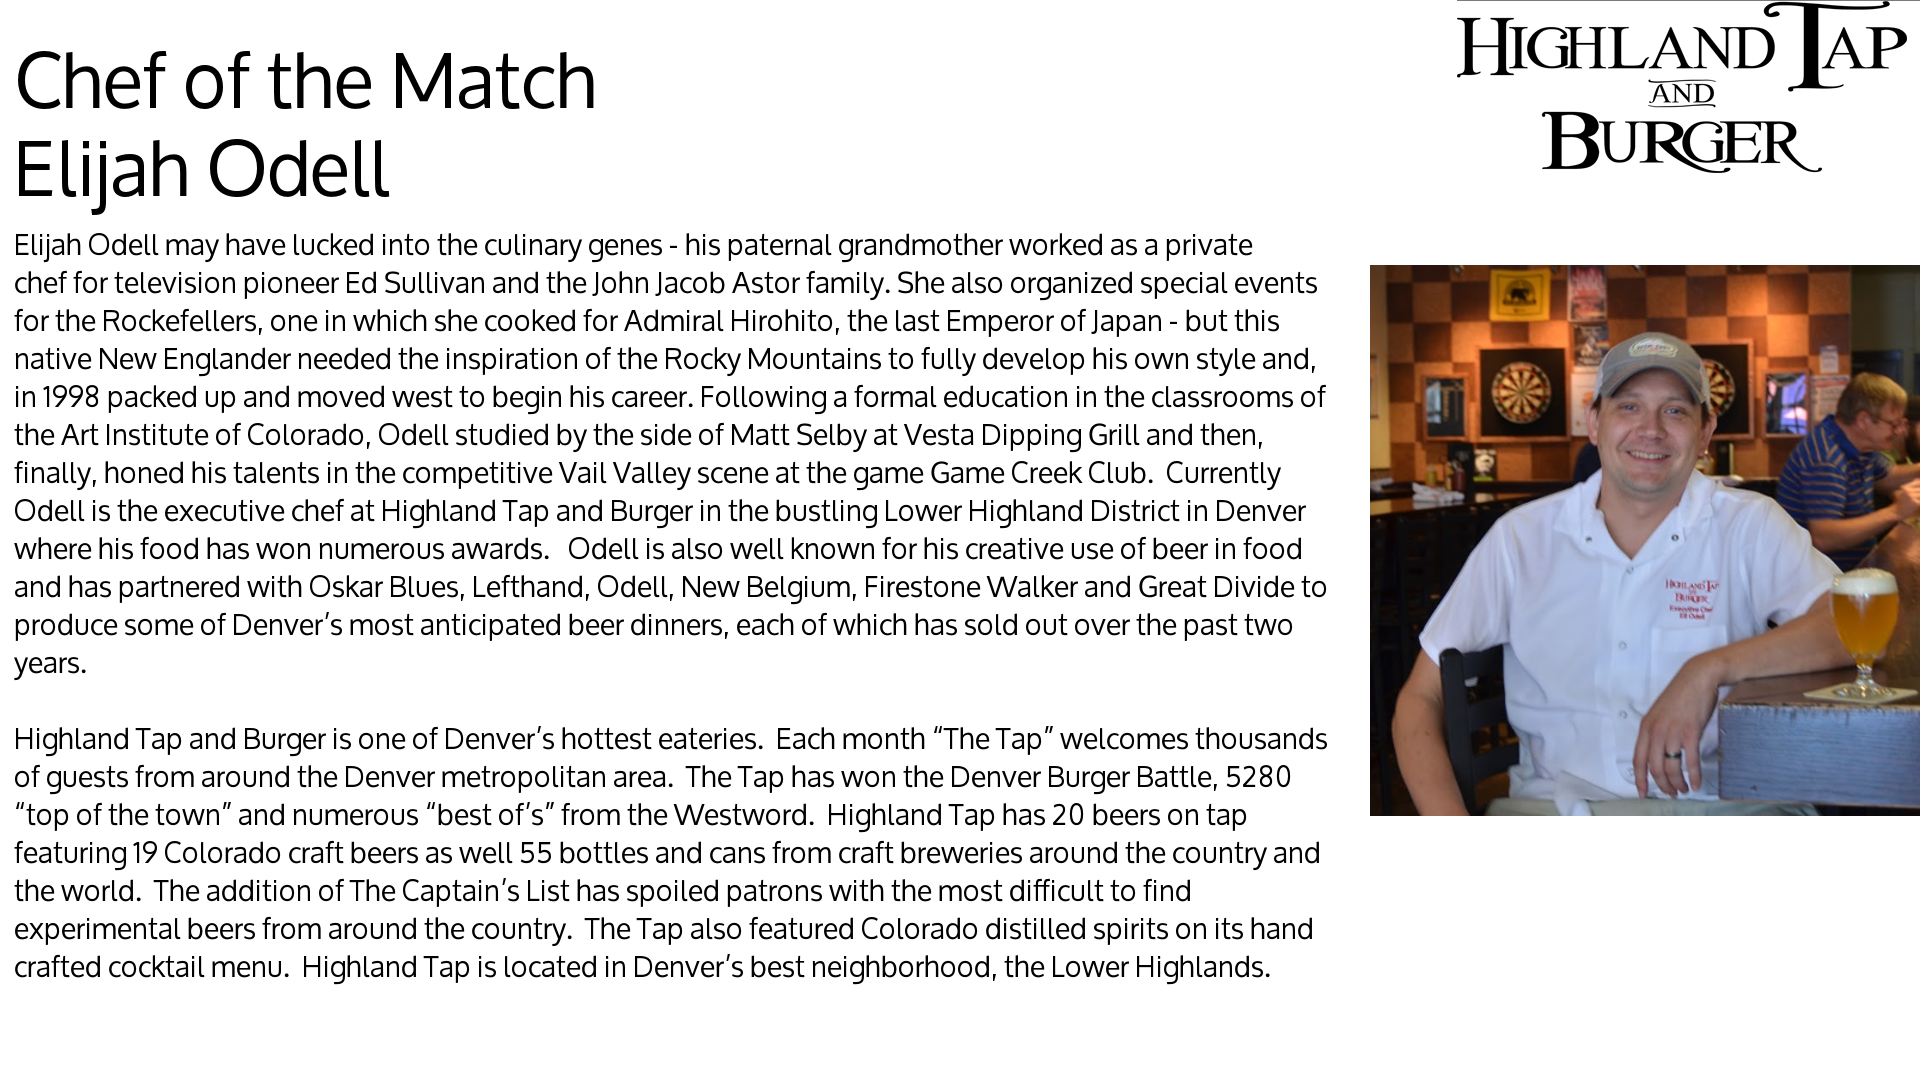 HIGHLAND TAP
AND
BURGER
Chef of the Match
Elijah Odell
Elijah Odell may have lucked into the culinary genes - his paternal grandmother worked as a private
chef for television pioneer Ed Sullivan and the John Jacob Astor family. She also organized special events
for the Rockefellers, one in which she cooked for Admiral Hirohito, the last Emperor of Japan - but this
native New Englander needed the inspiration of the Rocky Mountains to fully develop his own style and,
in 1998 packed up and moved west to begin his career. Following a formal education in the classrooms of
the Art Institute of Colorado, Odell studied by the side of Matt Selby at Vesta Dipping Grill and then,
finally, honed his talents in the competitive Vail Valley scene at the game Game Creek Club.  Currently
Odell is the executive chef at Highland Tap and Burger in the bustling Lower Highland District in Denver
where his food has won numerous awards.   Odell is also well known for his creative use of beer in food
and has partnered with Oskar Blues, Lefthand, Odell, New Belgium, Firestone Walker and Great Divide to
produce some of Denver’s most anticipated beer dinners, each of which has sold out over the past two
years.
Highland Tap and Burger is one of Denver’s hottest eateries.  Each month “The Tap” welcomes thousands
of guests from around the Denver metropolitan area.  The Tap has won the Denver Burger Battle, 5280
“top of the town” and numerous “best of’s” from the Westword.  Highland Tap has 20 beers on tap
featuring 19 Colorado craft beers as well 55 bottles and cans from craft breweries around the country and
the world.  The addition of The Captain’s List has spoiled patrons with the most difficult to find
experimental beers from around the country.  The Tap also featured Colorado distilled spirits on its hand
crafted cocktail menu.  Highland Tap is located in Denver’s best neighborhood, the Lower Highlands.
HIGHLAND TAP
BURGER
Executive Chef
Eli Odell